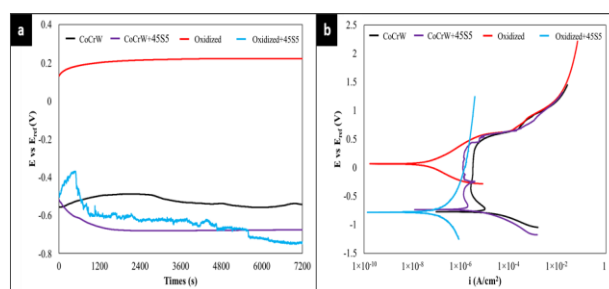 a
CoCrW CoCrW+45S5 Oxidized Oxidized+45S5
0.4
0.2
0
-0.2
-0.4
-0.6
-0.8
0 1200 2400 3600 4800 6000 7200
Times (s)
E vs Eref (V)
b
CoCrW CoCrW+45S5 Oxidized Oxidized+45S5
2.5
2
1.5
1
0.5
0
-0.5
-1
-1.5
1×10⁻¹⁰ 1×10⁻⁸ 1×10⁻⁶ 1×10⁻⁴ 1×10⁻² 1
i (A/cm²)
E vs Eref (V)